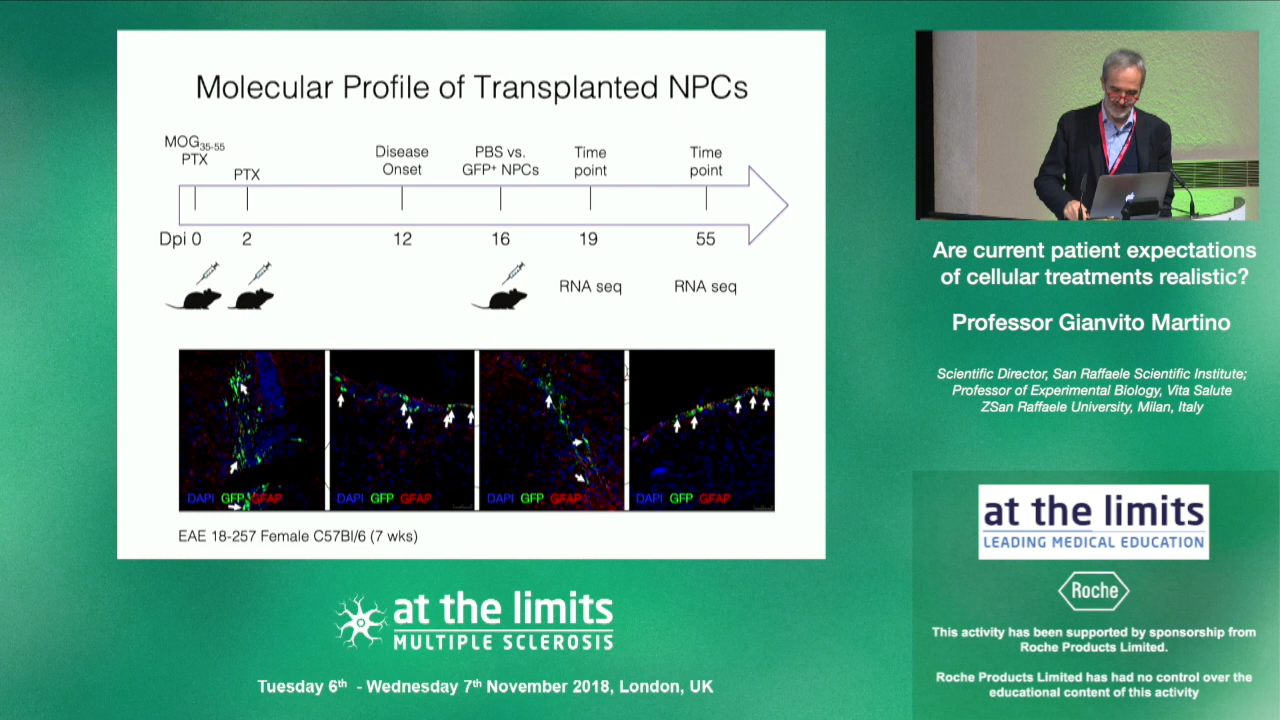 Molecular Profile of Transplanted NPCs
MOG35-55
PTX
PTX
Disease
Onset
PBS vs.
GFP+ NPCs
Time
point
Time
point
Dpi 0
2
12
16
19
55
RNA seq
RNA seq
DAPI GFP GFAP
DAPI GFP GFAP
DAPI GFP GFAP
DAPI GFP GFAP
EAE 18-257 Female C57Bl/6 (7 wks)
at the limits
MULTIPLE SCLEROSIS
Tuesday 6th - Wednesday 7th November 2018, London, UK
Are current patient expectations
of cellular treatments realistic?
Professor Gianvito Martino
Scientific Director, San Raffaele Scientific Institute;
Professor of Experimental Biology, Vita Salute
ZSan Raffaele University, Milan, Italy
at the limits
LEADING MEDICAL EDUCATION
Roche
This activity has been supported by sponsorship from
Roche Products Limited.
Roche Products Limited has had no control over the
educational content of this activity